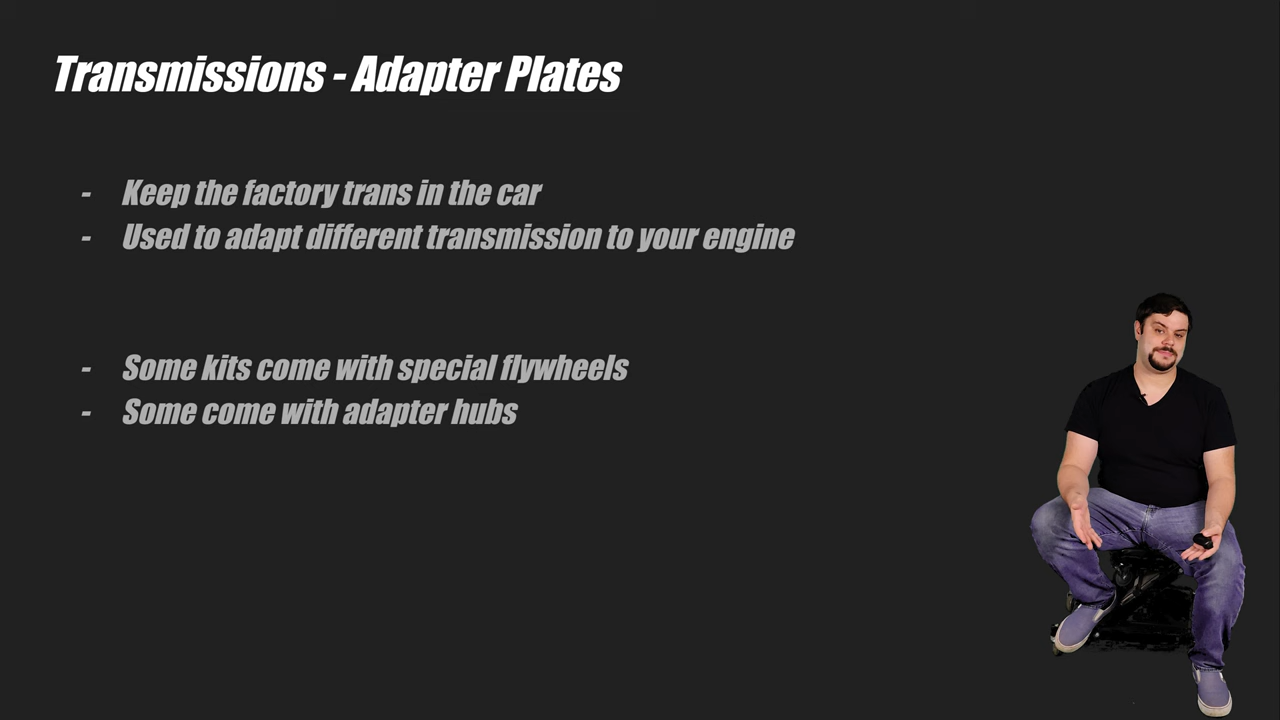 Transmissions - Adapter Plates
- Keep the factory trans in the car
- Used to adapt different transmission to your engine
- Some kits come with special flywheels
- Some come with adapter hubs